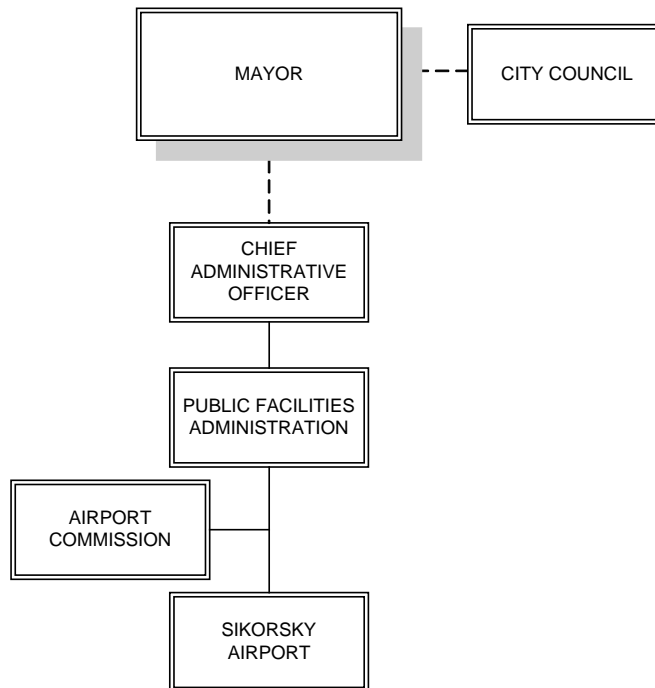 MAYOR
CITY COUNCIL
CHIEF
ADMINISTRATIVE
OFFICER
PUBLIC FACILITIES
ADMINISTRATION
AIRPORT
COMMISSION
SIKORSKY
AIRPORT